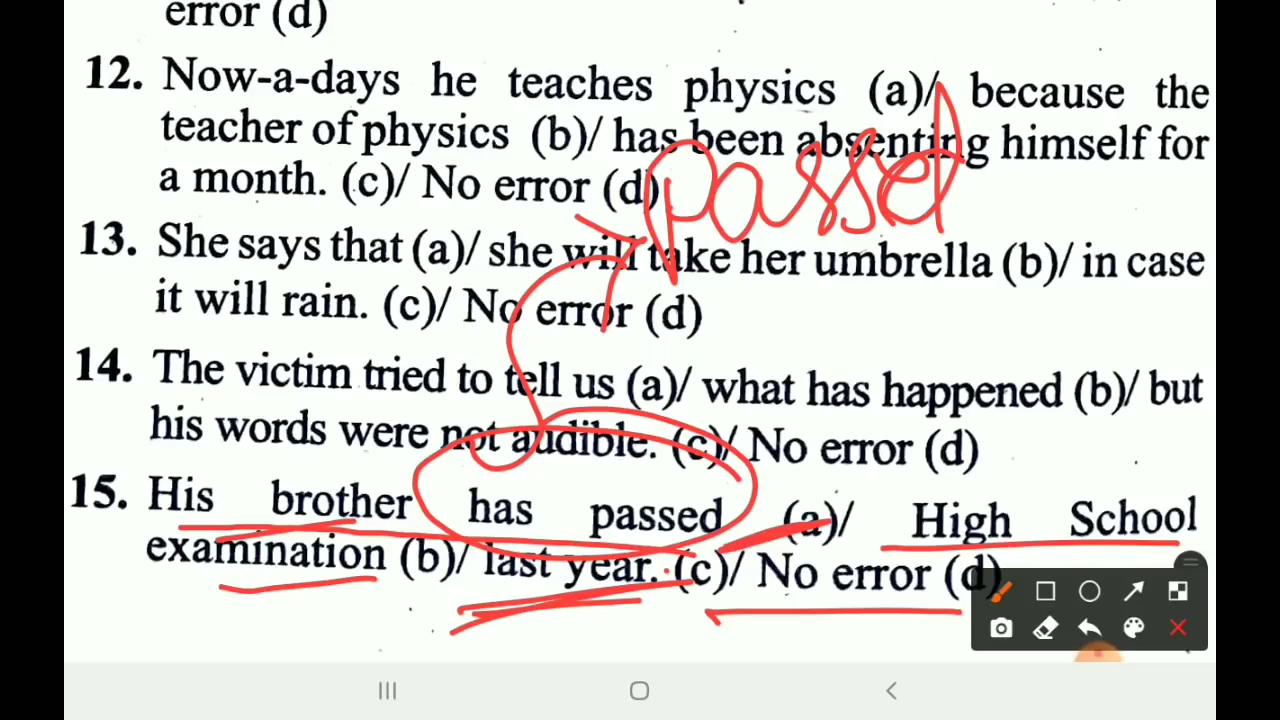 error (d)
12. Now-a-days he teaches physics (a)/ because the
teacher of physics (b)/ has been absenting himself for
a month. (c)/ No error (d)
passed
13. She says that (a)/ she will take her umbrella (b)/ in case
it will rain. (c)/ No error (d)
14. The victim tried to tell us (a)/ what has happened (b)/ but
his words were not audible. (c)/ No error (d)
15. His brother has passed (a)/ High School
examination (b)/ last year. (c)/ No error (d)